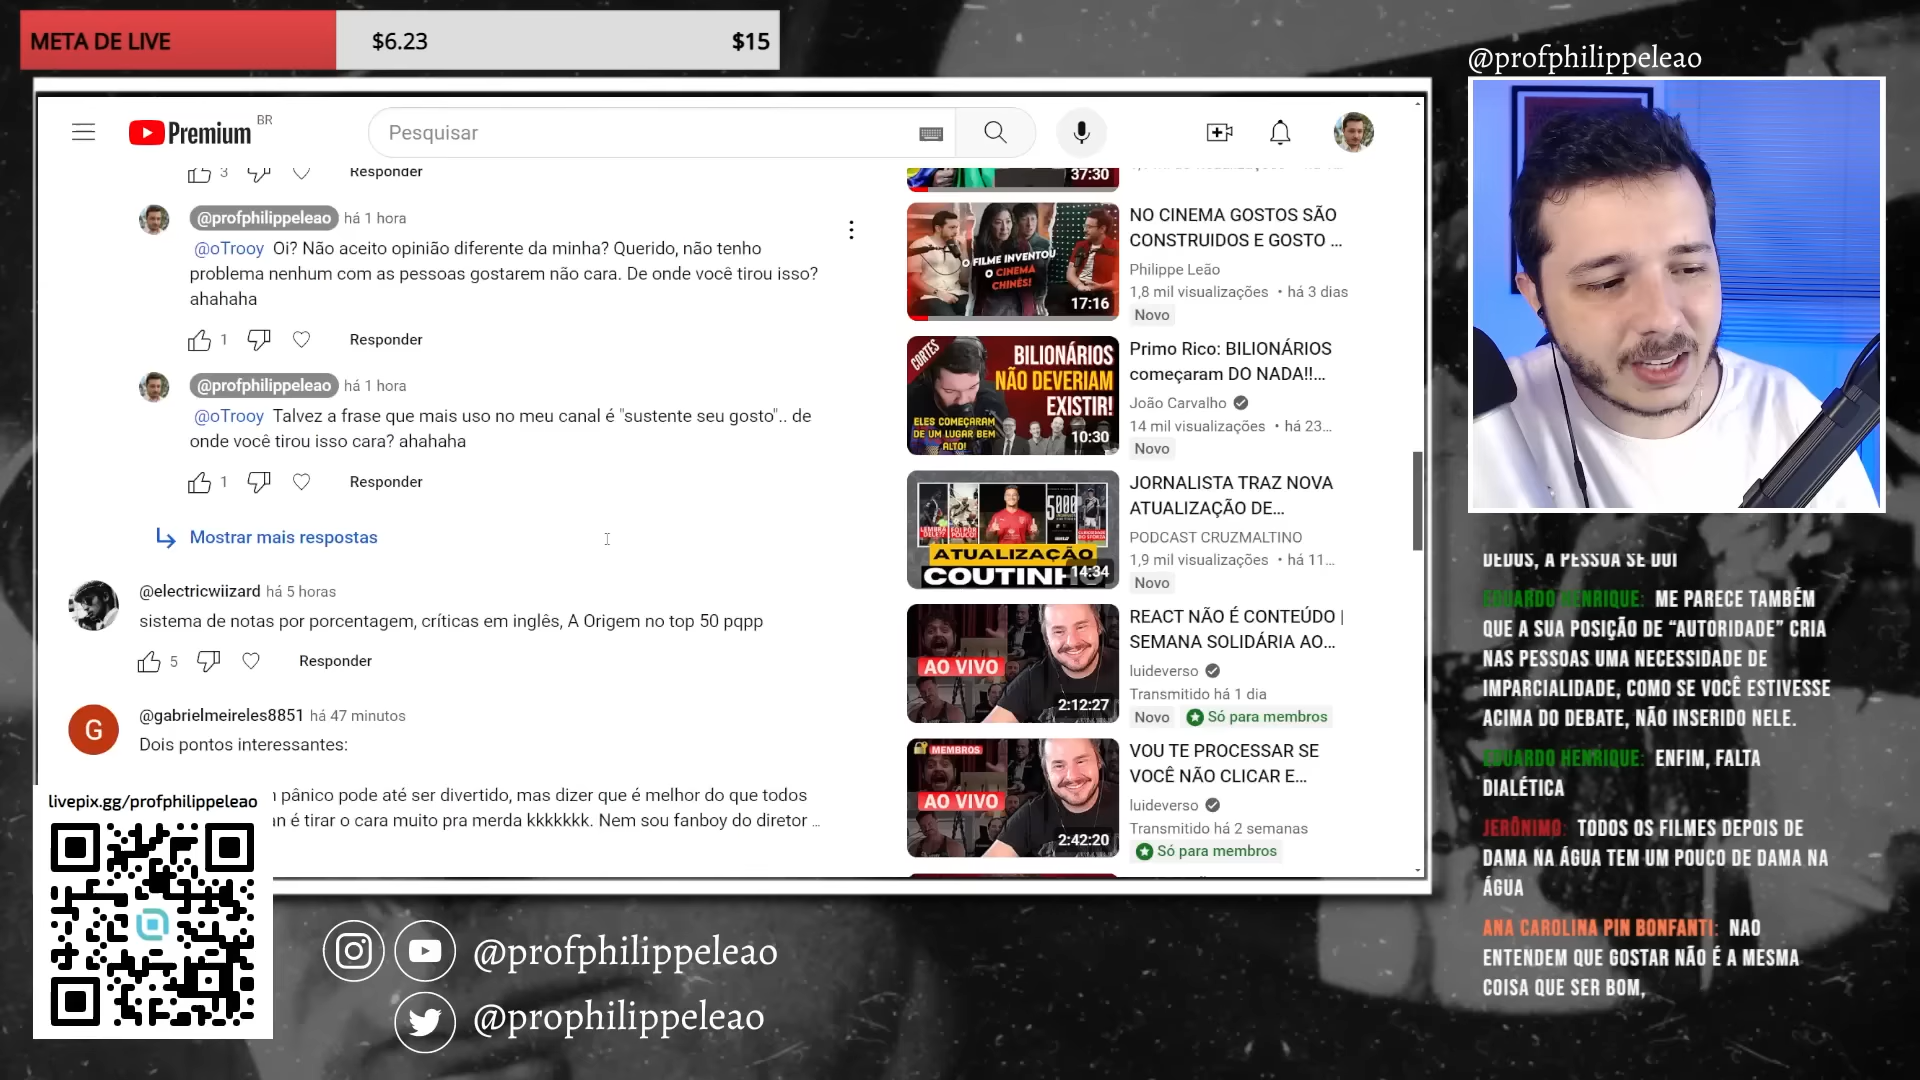 META DE LIVE
$6.23
$15
@profphilippeleao
Premium
BR
Pesquisar
3
Responder
@profphilippeleao há 1 hora
@oTrooy Oi? Não aceito opinião diferente da minha? Querido, não tenho
problema nenhum com as pessoas gostarem não cara. De onde você tirou isso?
ahahaha
1
Responder
@profphilippeleao há 1 hora
@oTrooy Talvez a frase que mais uso no meu canal é "sustente seu gosto".. de
onde você tirou isso cara? ahahaha
1
Responder
Mostrar mais respostas
@electricwiizard há 5 horas
sistema de notas por porcentagem, críticas em inglês, A Origem no top 50 pqpp
5
Responder
G
@gabrielmeireles8851 há 47 minutos
Dois pontos interessantes:
pânico pode até ser divertido, mas dizer que é melhor do que todos
é tirar o cara muito pra merda kkkkkkk. Nem sou fanboy do diretor ...
37:30
O FILME INVENTOU
O CINEMA
CHINÊS!
17:16
NO CINEMA GOSTOS SÃO
CONSTRUIDOS E GOSTO ...
Philippe Leão
1,8 mil visualizações • há 3 dias
Novo
CORTES
BILIONÁRIOS
NÃO DEVERIAM
EXISTIR!
ELES COMEÇARAM
DE UM LUGAR BEM
ALTO!
10:30
Primo Rico: BILIONÁRIOS
começaram DO NADA!!...
João Carvalho
14 mil visualizações • há 23...
Novo
5000
ATUALIZAÇÃO
COUTINH
14:34
JORNALISTA TRAZ NOVA
ATUALIZAÇÃO DE...
PODCAST CRUZMALTINO
1,9 mil visualizações • há 11...
Novo
AO VIVO
2:12:27
REACT NÃO É CONTEÚDO |
SEMANA SOLIDÁRIA AO...
luideverso
Transmitido há 1 dia
Novo
Só para membros
MEMBROS
AO VIVO
2:42:20
VOU TE PROCESSAR SE
VOCÊ NÃO CLICAR E...
luideverso
Transmitido há 2 semanas
Só para membros
DEDOS, A PESSOA SE DOI
EDUARDO HENRIQUE: ME PARECE TAMBÉM
QUE A SUA POSIÇÃO DE “AUTORIDADE” CRIA
NAS PESSOAS UMA NECESSIDADE DE
IMPARCIALIDADE, COMO SE VOCÊ ESTIVESSE
ACIMA DO DEBATE, NÃO INSERIDO NELE.
EDUARDO HENRIQUE: ENFIM, FALTA
DIALÉTICA
JERÔNIMO: TODOS OS FILMES DEPOIS DE
DAMA NA ÁGUA TEM UM POUCO DE DAMA NA
ÁGUA
ANA CAROLINA PIN BONFANTI: NAO
ENTENDEM QUE GOSTAR NÃO É A MESMA
COISA QUE SER BOM,
livepix.gg/profphilippeleao
@profphilippeleao
@prophilippeleao